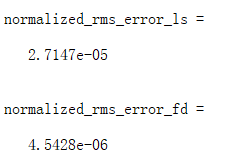 normalized_rms_error_ls =
2.7147e-05
normalized_rms_error_fd =
4.5428e-06